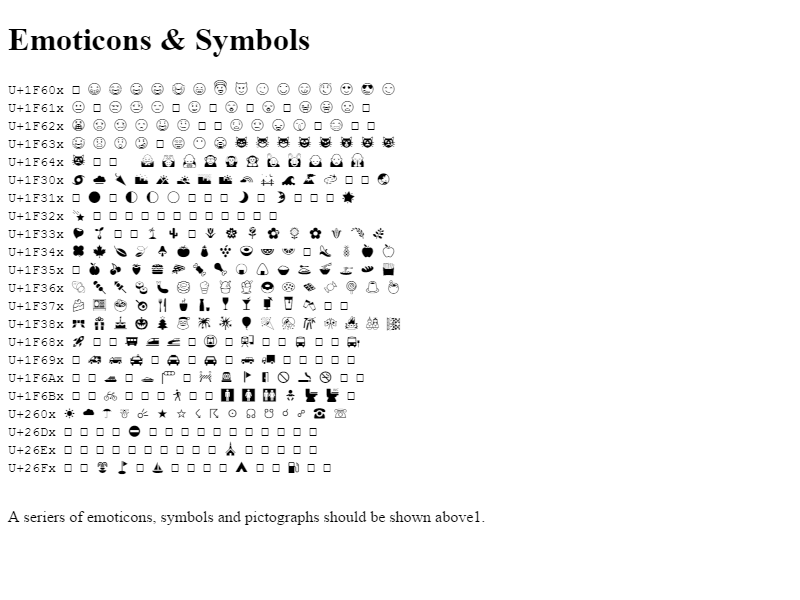 Emoticons & Symbols
U+1F60x
U+1F61x
U+1F62x
U+1F63x
U+1F64x
U+1F30x
U+1F31x
U+1F32x
U+1F33x
U+1F34x
U+1F35x
U+1F36x
U+1F37x
U+1F38x
U+1F68x
U+1F69x
U+1F6Ax
U+1F6Bx
U+260x
U+26Dx
U+26Ex
U+26Fx
A seriers of emoticons, symbols and pictographs should be shown above1.